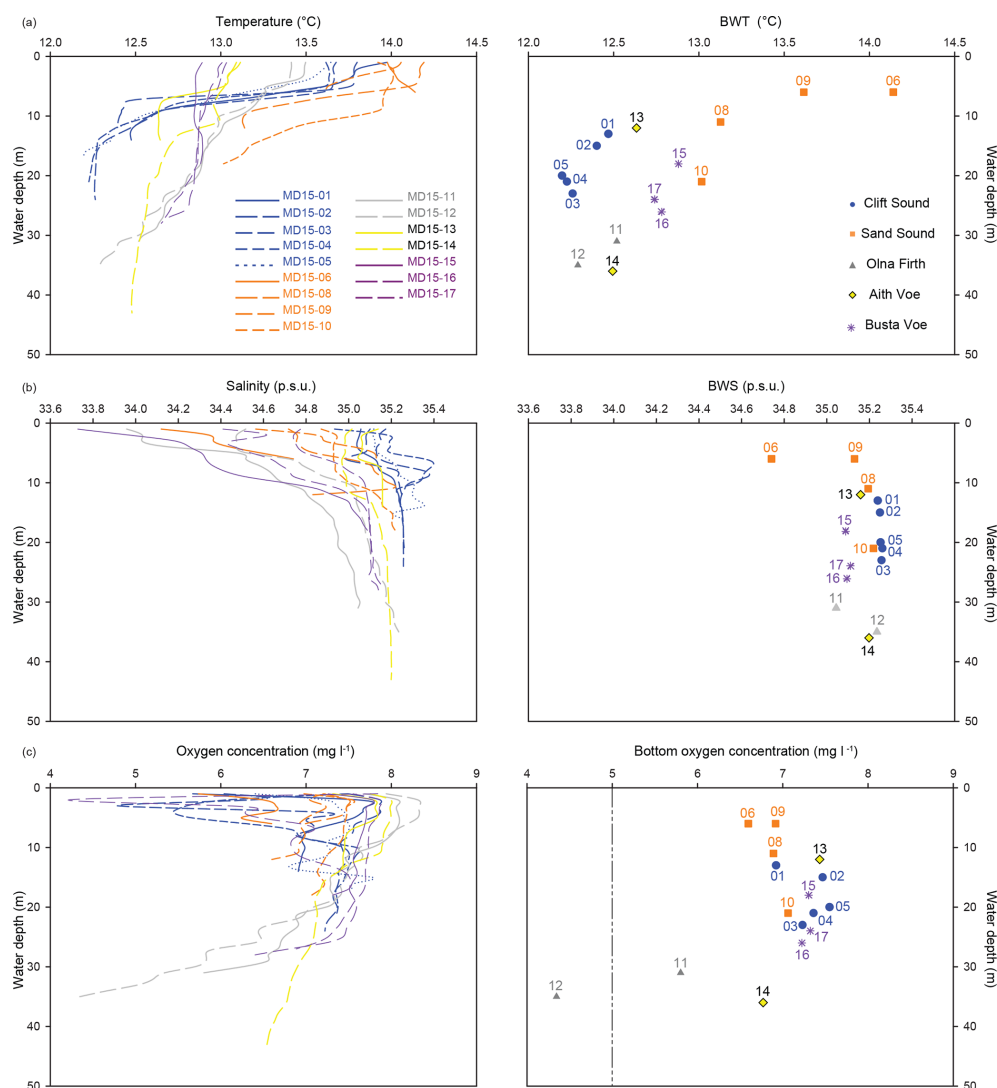 (a)
Temperature (°C)
12.0 12.5 13.0 13.5 14.0 14.5
0
10
20
30
40
50
Water depth (m)
MD15-01
MD15-02
MD15-03
MD15-04
MD15-05
MD15-06
MD15-08
MD15-09
MD15-10
MD15-11
MD15-12
MD15-13
MD15-14
MD15-15
MD15-16
MD15-17
BWT (°C)
12.0 12.5 13.0 13.5 14.0 14.5
0
10
20
30
40
50
Water depth (m)
09 06
08
13
01
02
15
05
04
03
17
16
10
11
12
14
Clift Sound
Sand Sound
Olna Firth
Aith Voe
Busta Voe
(b)
Salinity (p.s.u.)
33.6 33.8 34.0 34.2 34.4 34.6 34.8 35.0 35.2 35.4
0
10
20
30
40
50
Water depth (m)
BWS (p.s.u.)
33.6 33.8 34.0 34.2 34.4 34.6 34.8 35.0 35.2 35.4
0
10
20
30
40
50
Water depth (m)
06 09
08
13 01
02
15
05
10 04
03
17
16
11
12
14
(c)
Oxygen concentration (mg l-1)
4 5 6 7 8 9
0
10
20
30
40
50
Water depth (m)
Bottom oxygen concentration (mg l-1)
4 5 6 7 8 9
0
10
20
30
40
50
Water depth (m)
06 09
08
13
01 02
15
10 05
03 04
17
16
11
12
14